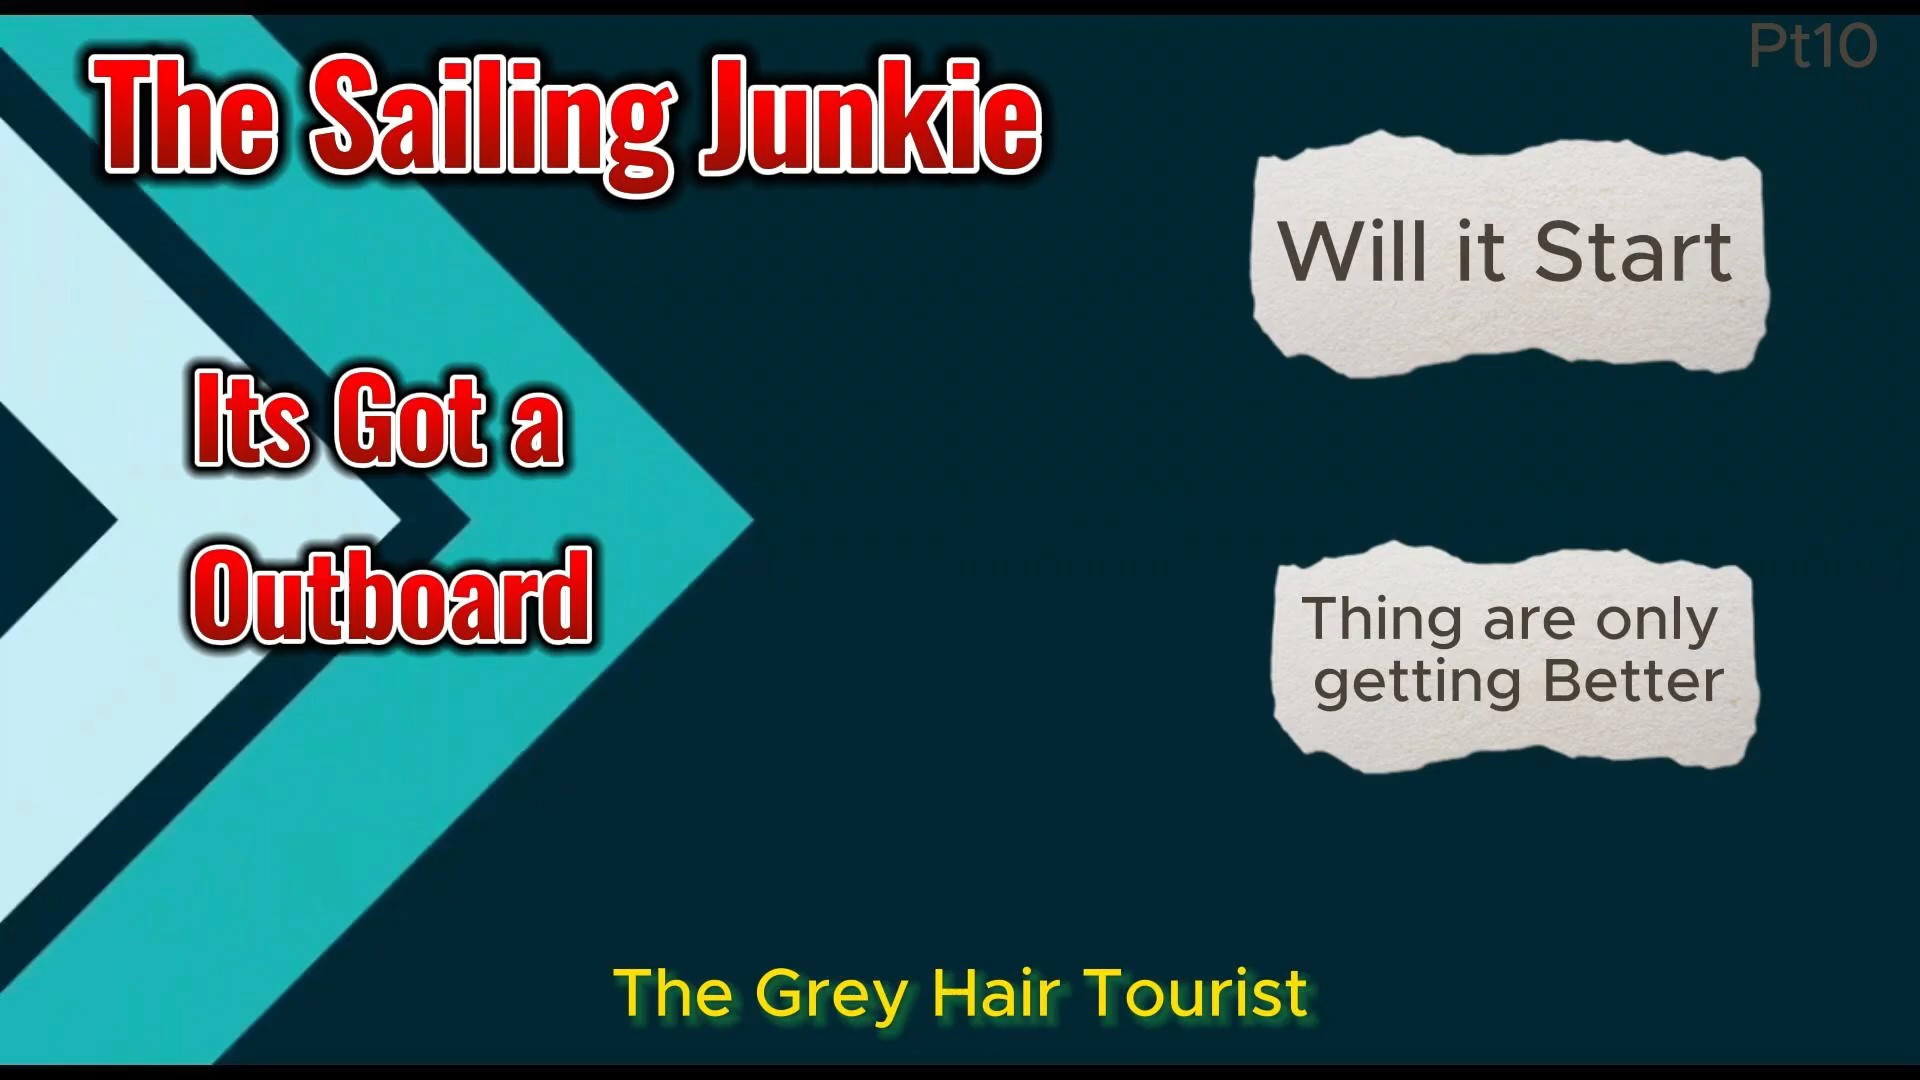 The Sailing Junkie
Pt10
Will it Start
Its Got a
Outboard
Thing are only
getting Better
The Grey Hair Tourist